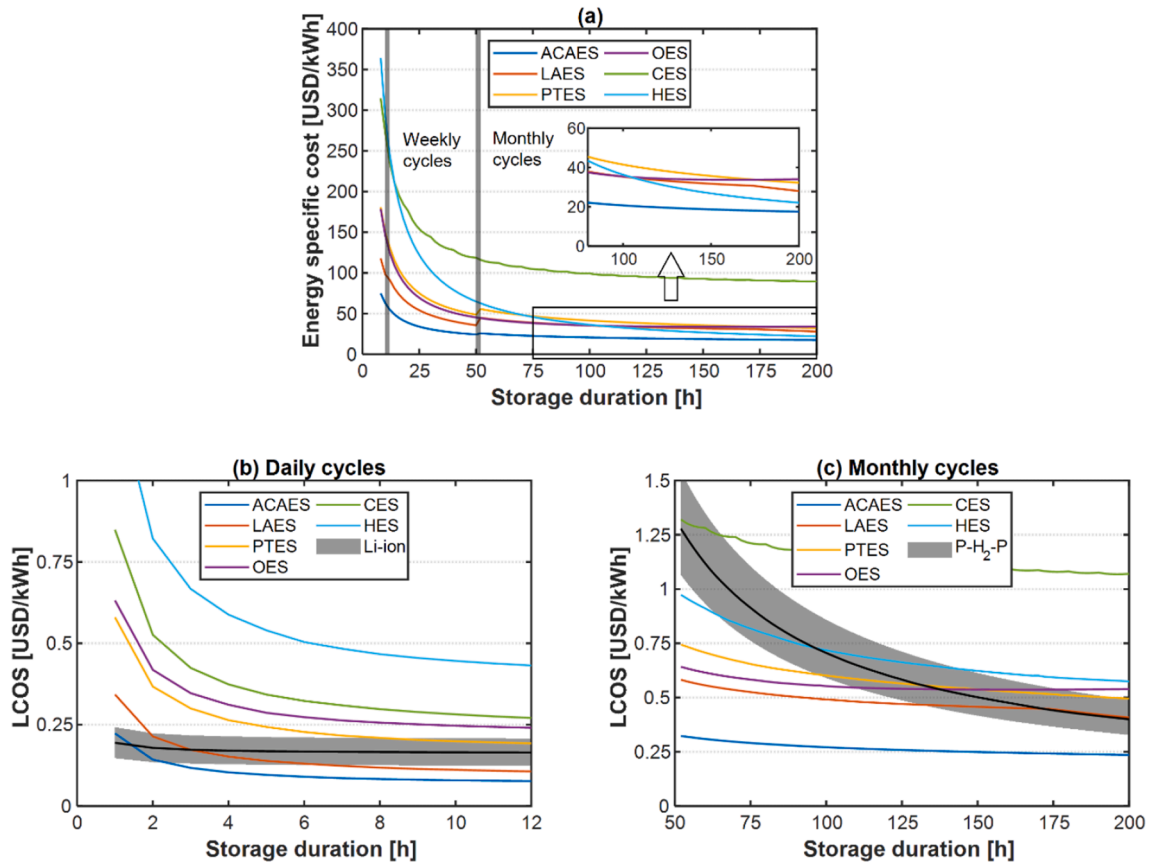 (a)
Energy specific cost [USD/kWh]
400
350
300
250
200
150
100
50
0
ACAES OES
LAES CES
PTES HES
Weekly cycles
Monthly cycles
60
40
20
0
100 150 200
0 25 50 75 100 125 150 175 200
Storage duration [h]
(b) Daily cycles
LCOS [USD/kWh]
1
0.75
0.5
0.25
0
ACAES CES
LAES HES
PTES Li-ion
OES
0 2 4 6 8 10 12
Storage duration [h]
(c) Monthly cycles
LCOS [USD/kWh]
1.5
1.25
1
0.75
0.5
0.25
0
ACAES CES
LAES HES
PTES P-H2-P
OES
50 75 100 125 150 175 200
Storage duration [h]